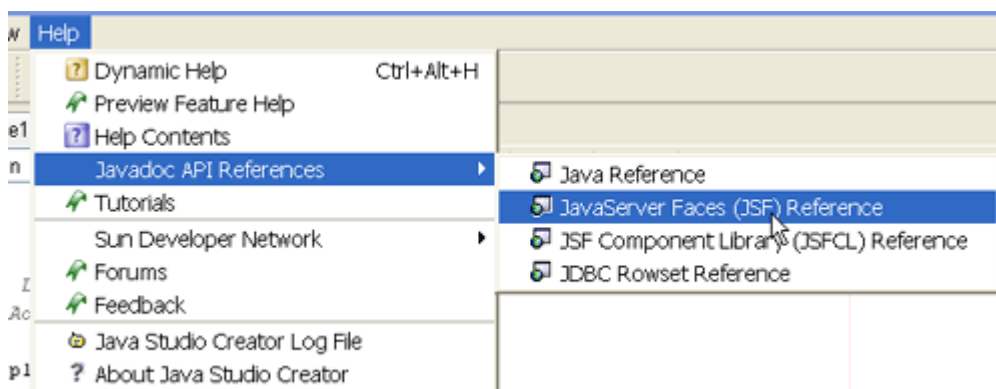 w Help
Dynamic Help Ctrl+Alt+H
Preview Feature Help
e1
Help Contents
n
Javadoc API References
Java Reference
Tutorials
JavaServer Faces (JSF) Reference
Sun Developer Network
JSF Component Library (JSFCL) Reference
Forums
JDBC Rowset Reference
Feedback
Ac
Java Studio Creator Log File
pl
About Java Studio Creator